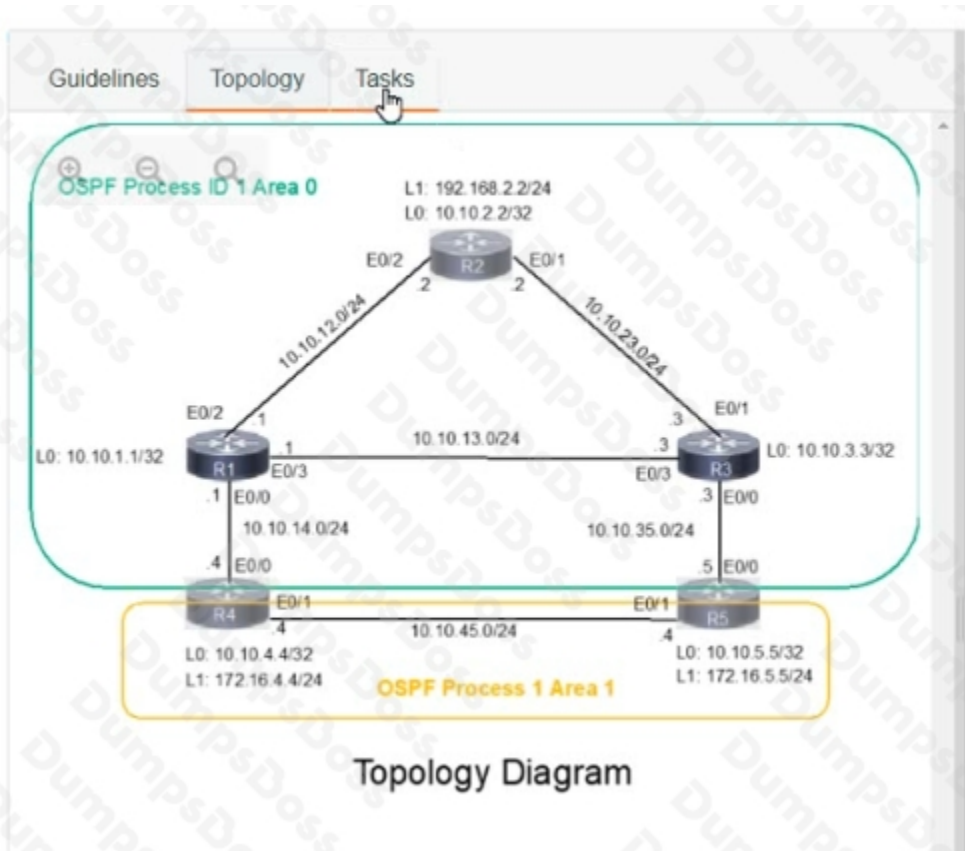 Guidelines Topology Tasks
OSPF Process ID 1 Area 0
L1: 192.168.2.2/24
L0: 10.10.2.2/32
E0/2 R2 E0/1
.2 .2
10.10.12.0/24 10.10.23.0/24
E0/2 .1 .3 E0/1
L0: 10.10.1.1/32 R1 .1 10.10.13.0/24 .3 R3 L0: 10.10.3.3/32
E0/3 E0/3
.1 E0/0 .3 E0/0
10.10.14.0/24 10.10.35.0/24
.4 E0/0 .5 E0/0
R4 E0/1 E0/1 R5
.4 10.10.45.0/24 .4
L0: 10.10.4.4/32 L0: 10.10.5.5/32
L1: 172.16.4.4/24 L1: 172.16.5.5/24
OSPF Process 1 Area 1
Topology Diagram
DumpsDoss